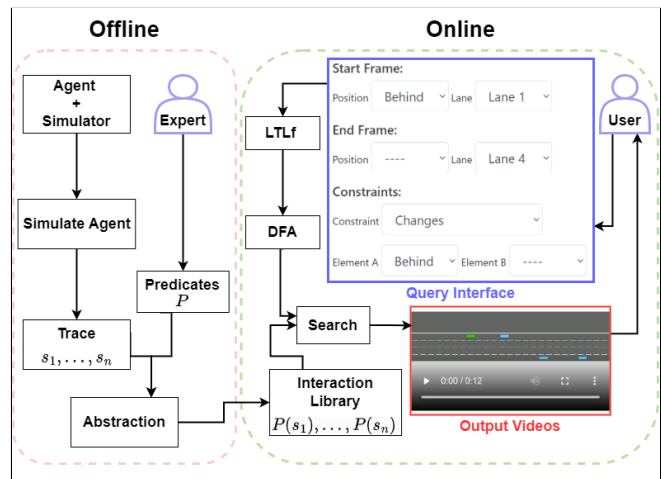 Offline
Online
Agent
+
Simulator
Expert
Simulate Agent
Predicates
P
Trace
s₁, . . . , sₙ
Abstraction
LTLf
DFA
Search
Interaction
Library
P(s₁), . . . , P(sₙ)
Start Frame:
Position Behind Lane Lane 1
End Frame:
Position ---- Lane Lane 4
Constraints:
Constraint Changes
Element A Behind Element B ----
Query Interface
User
0:00 / 0:12
Output Videos